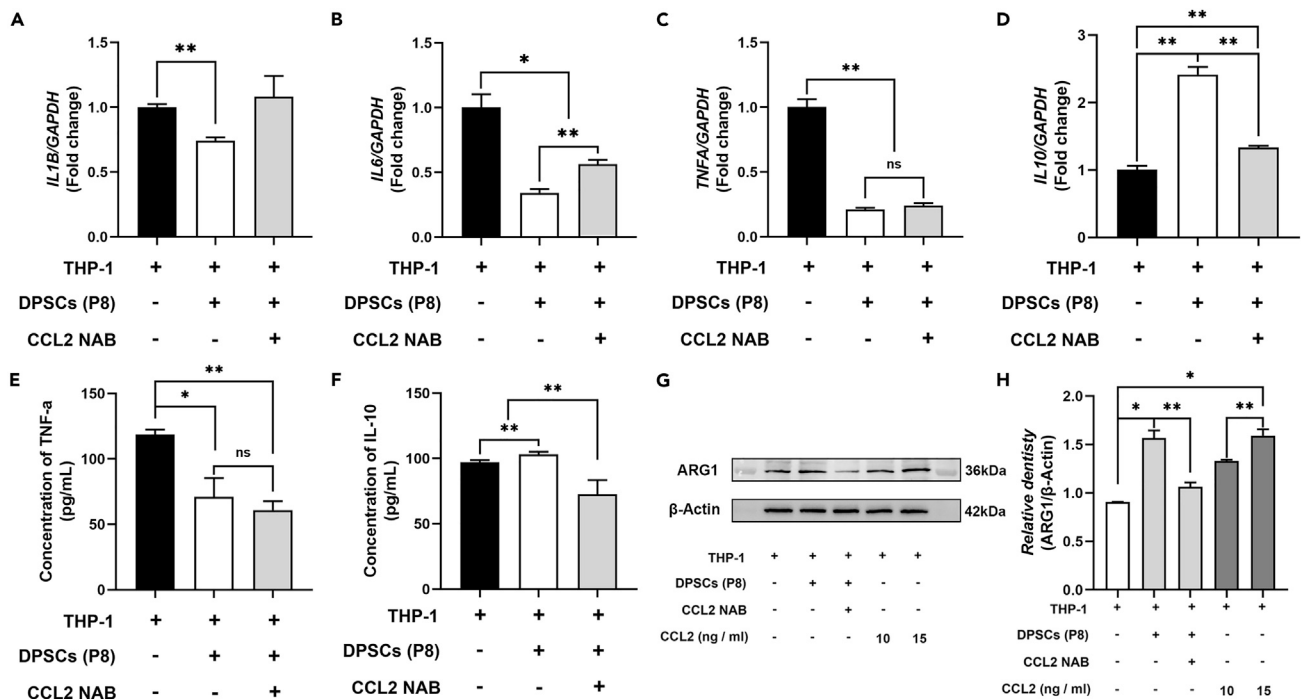 A
IL1B/GAPDH
(Fold change)
1.5
1.0
0.5
0.0
**
THP-1 + + +
DPSCs (P8) - + +
CCL2 NAB - - +
B
IL6/GAPDH
(Fold change)
1.5
1.0
0.5
0.0
*
**
THP-1 + + +
DPSCs (P8) - + +
CCL2 NAB - - +
C
TNFA/GAPDH
(Fold change)
1.5
1.0
0.5
0.0
**
ns
THP-1 + + +
DPSCs (P8) - + +
CCL2 NAB - - +
D
IL10/GAPDH
(Fold change)
3
2
1
0
**
** **
THP-1 + + +
DPSCs (P8) - + +
CCL2 NAB - - +
E
Concentration of TNF-a
(pg/mL)
150
100
50
0
**
*
ns
THP-1 + + +
DPSCs (P8) - + +
CCL2 NAB - - +
F
Concentration of IL-10
(pg/mL)
150
100
50
0
**
**
THP-1 + + +
DPSCs (P8) - + +
CCL2 NAB - - +
G
ARG1 36kDa
β-Actin 42kDa
THP-1 + + + + +
DPSCs (P8) - + + - -
CCL2 NAB - - + - -
CCL2 (ng / ml) - - - 10 15
H
Relative dentisty
(ARG1/β-Actin)
2.0
1.5
1.0
0.5
0.0
*
* ** **
THP-1 + + + + +
DPSCs (P8) - + + - -
CCL2 NAB - - + - -
CCL2 (ng / ml) - - - 10 15